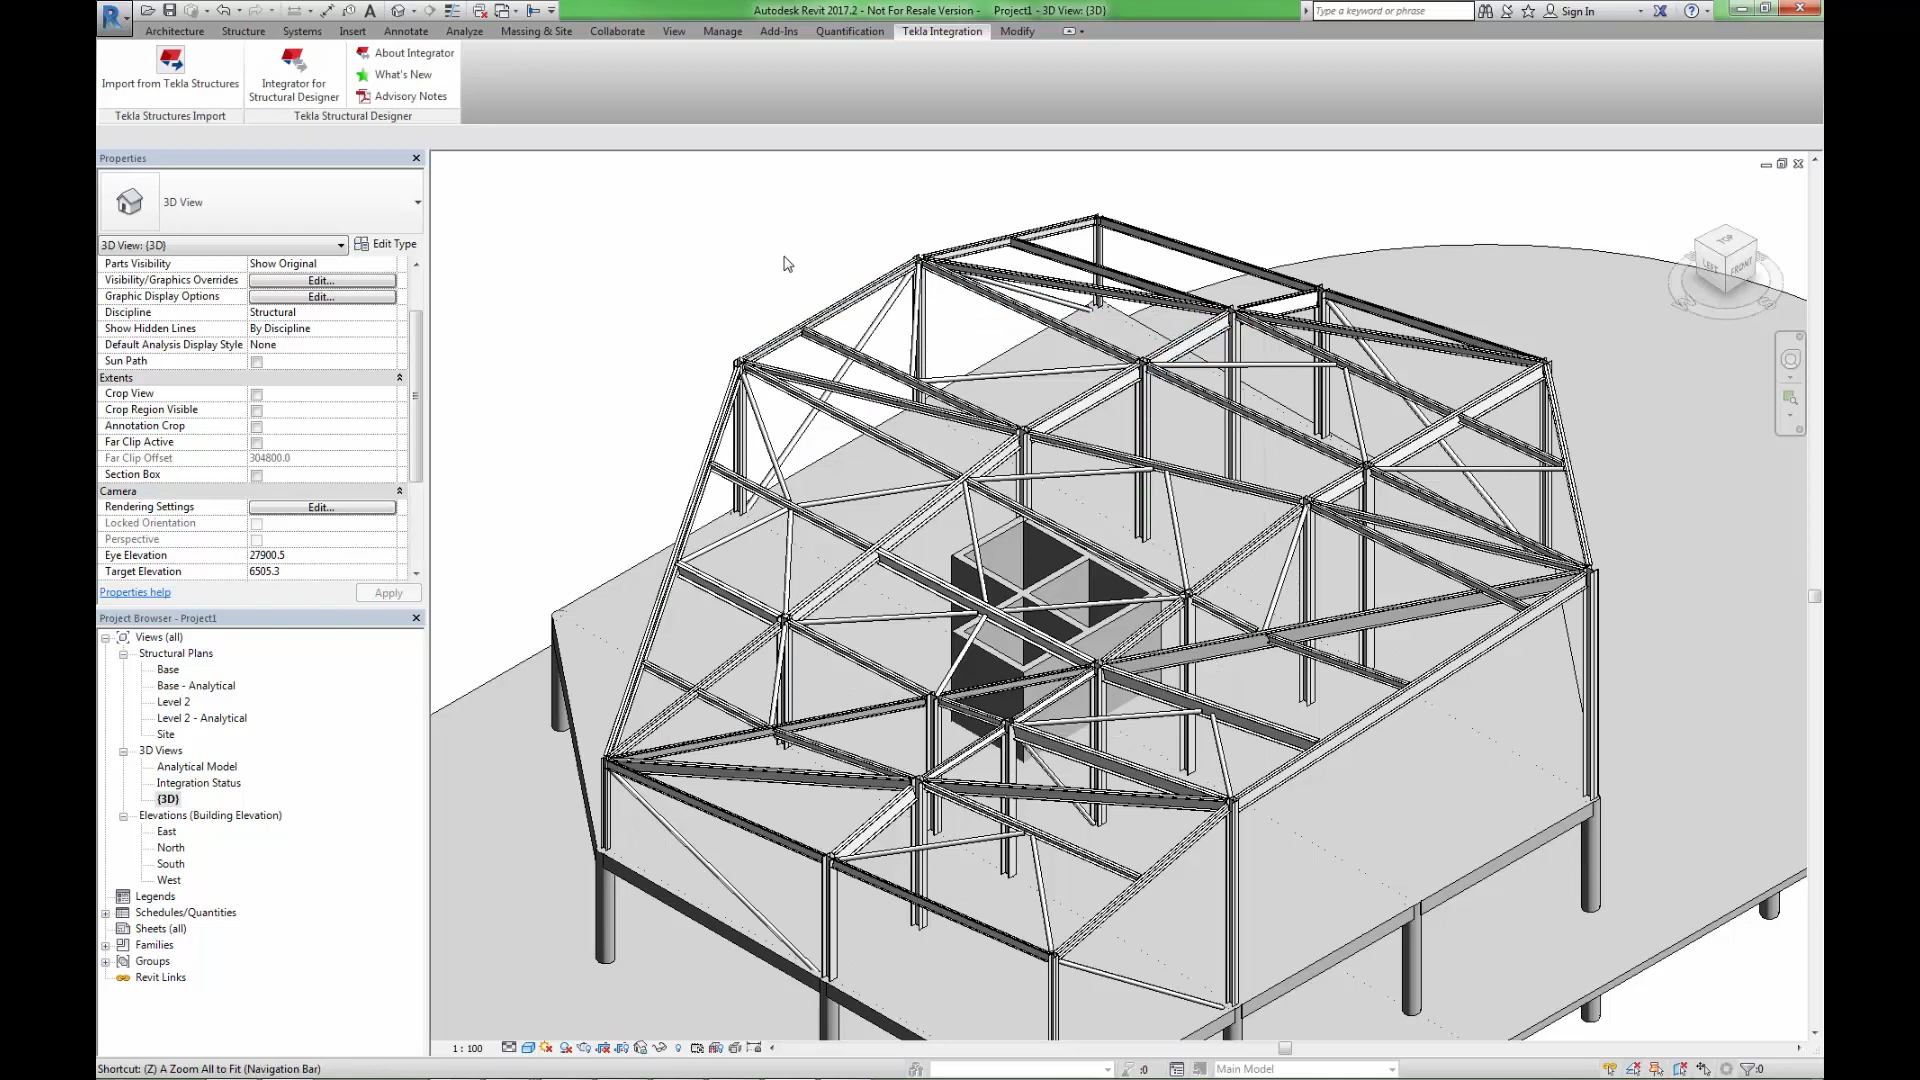 Autodesk Revit 2017.2 - Not For Resale Version - Project1 - 3D View: {3D}
Type a keyword or phrase
Sign In
Architecture Structure Systems Insert Annotate Analyze Massing & Site Collaborate View Manage Add-Ins Quantification Tekla Integration Modify
Import from Tekla Structures
Integrator for
Structural Designer
About Integrator
What's New
Advisory Notes
Tekla Structures Import
Tekla Structural Designer
Properties
3D View
3D View: {3D}
Edit Type
Parts Visibility Show Original
Visibility/Graphics Overrides Edit...
Graphic Display Options Edit...
Discipline Structural
Show Hidden Lines By Discipline
Default Analysis Display Style None
Sun Path
Extents
Crop View
Crop Region Visible
Annotation Crop
Far Clip Active
Far Clip Offset 304800.0
Section Box
Camera
Rendering Settings Edit...
Locked Orientation
Perspective
Eye Elevation 27900.5
Target Elevation 6505.3
Properties help
Apply
Project Browser - Project1
Views (all)
Structural Plans
Base
Base - Analytical
Level 2
Level 2 - Analytical
Site
3D Views
Analytical Model
Integration Status
{3D}
Elevations (Building Elevation)
East
North
South
West
Legends
Schedules/Quantities
Sheets (all)
Families
Groups
Revit Links
TOP
LEFT
FRONT
1 : 100
Shortcut: (Z) A Zoom All to Fit (Navigation Bar)
:0
Main Model
:0